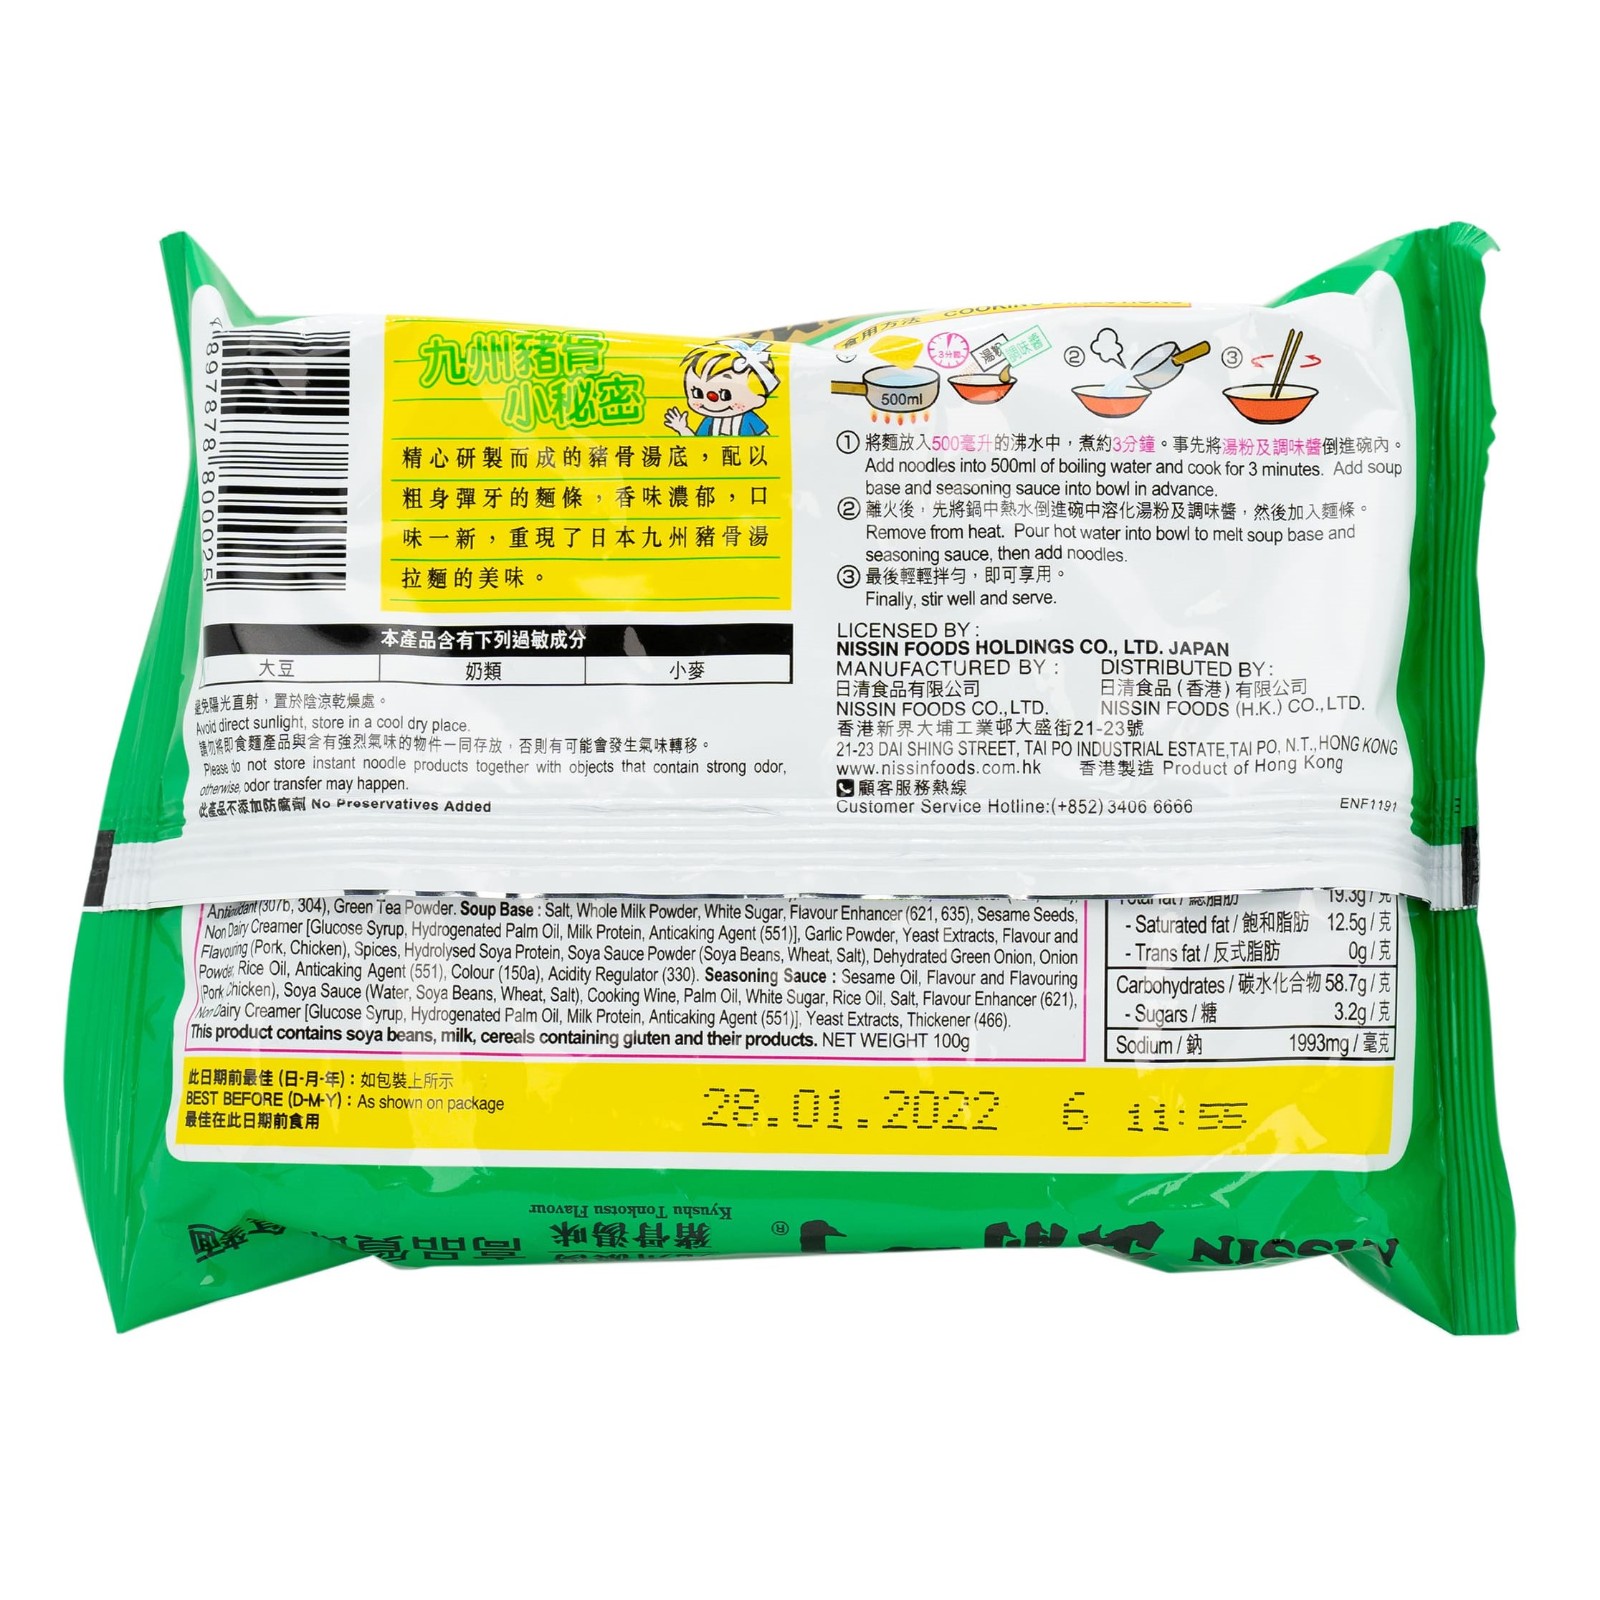 食用方法 COOKING DIRECTIONS
九州豬骨
小秘密
精心研製而成的豬骨湯底，配以
粗身彈牙的麵條，香味濃郁，口
味一新，重現了日本九州豬骨湯
拉麵的美味。
4 897878 800025
本產品含有下列過敏成分
大豆 奶類 小麥
避免陽光直射，置於陰涼乾燥處。
Avoid direct sunlight, store in a cool dry place.
請勿將即食麵產品與含有強烈氣味的物件一同存放，否則有可能會發生氣味轉移。
Please do not store instant noodle products together with objects that contain strong odor,
otherwise, odor transfer may happen.
此產品不添加防腐劑 No Preservatives Added
3分鐘
調味醬
500ml
②
③
① 將麵放入500毫升的沸水中，煮約3分鐘。事先將湯粉及調味醬倒進碗內。
Add noodles into 500ml of boiling water and cook for 3 minutes. Add soup
base and seasoning sauce into bowl in advance.
② 離火後，先將鍋中熱水倒進碗中溶化湯粉及調味醬，然後加入麵條。
Remove from heat. Pour hot water into bowl to melt soup base and
seasoning sauce, then add noodles.
③ 最後輕輕拌勻，即可享用。
Finally, stir well and serve.
LICENSED BY :
NISSIN FOODS HOLDINGS CO., LTD. JAPAN
MANUFACTURED BY : DISTRIBUTED BY :
日清食品有限公司 日清食品 (香港) 有限公司
NISSIN FOODS CO., LTD. NISSIN FOODS (H.K.) CO., LTD.
香港新界大埔工業邨大盛街21-23號
21-23 DAI SHING STREET, TAI PO INDUSTRIAL ESTATE, TAI PO, N.T., HONG KONG
www.nissinfoods.com.hk 香港製造 Product of Hong Kong
顧客服務熱線
Customer Service Hotline:(+852) 3406 6666 ENF1191
Antioxidant (307b, 304), Green Tea Powder. Soup Base : Salt, Whole Milk Powder, White Sugar, Flavour Enhancer (621, 635), Sesame Seeds,
Non Dairy Creamer [Glucose Syrup, Hydrogenated Palm Oil, Milk Protein, Anticaking Agent (551)], Garlic Powder, Yeast Extracts, Flavour and
Flavouring (Pork, Chicken), Spices, Hydrolysed Soya Protein, Soya Sauce Powder (Soya Beans, Wheat, Salt), Dehydrated Green Onion, Onion
Powder, Rice Oil, Anticaking Agent (551), Colour (150a), Acidity Regulator (330). Seasoning Sauce : Sesame Oil, Flavour and Flavouring
(Pork, Chicken), Soya Sauce (Water, Soya Beans, Wheat, Salt), Cooking Wine, Palm Oil, White Sugar, Rice Oil, Salt, Flavour Enhancer (621),
Non Dairy Creamer [Glucose Syrup, Hydrogenated Palm Oil, Milk Protein, Anticaking Agent (551)], Yeast Extracts, Thickener (466).
This product contains soya beans, milk, cereals containing gluten and their products. NET WEIGHT 100g
Total fat / 總脂肪 19.3g / 克
- Saturated fat / 飽和脂肪 12.5g / 克
- Trans fat / 反式脂肪 0g / 克
Carbohydrates / 碳水化合物 58.7g / 克
- Sugars / 糖 3.2g / 克
Sodium / 鈉 1993mg / 毫克
此日期前最佳 (日-月-年)：如包裝上所示
BEST BEFORE (D-M-Y) : As shown on package
最佳在此日期前食用
28.01.2022 6 11:55
NISSIN
®
Kyushu Tonkotsu Flavour
豬骨湯味
高品質